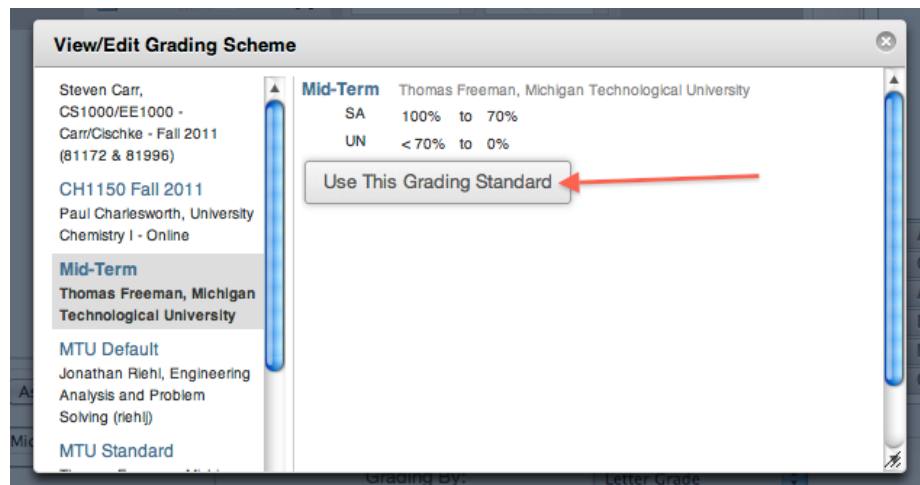 View/Edit Grading Scheme
Steven Carr,
CS1000/EE1000 -
Carr/Cischke - Fall 2011
(81172 & 81996)
CH1150 Fall 2011
Paul Charlesworth, University
Chemistry I - Online
Mid-Term
Thomas Freeman, Michigan
Technological University
MTU Default
Jonathan Riehl, Engineering
Analysis and Problem
Solving (riehlj)
MTU Standard
Mid-Term Thomas Freeman, Michigan Technological University
SA 100% to 70%
UN < 70% to 0%
Use This Grading Standard
Grading By: Letter Grade